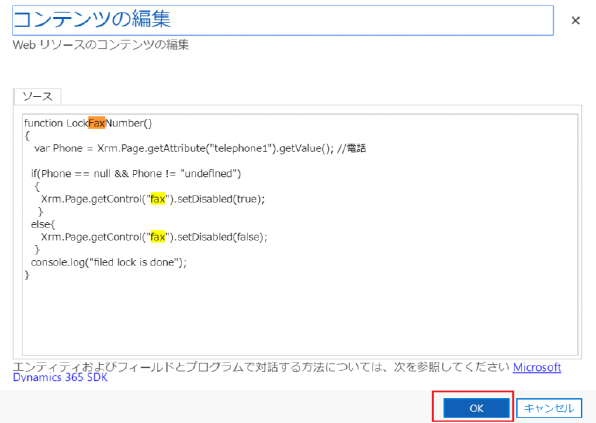 コンテンツの編集
×
Web リソースのコンテンツの編集
ソース
function LockFaxNumber()
{
var Phone = Xrm.Page.getAttribute("telephone1").getValue(); //電話
if(Phone == null && Phone != "undefined")
{
Xrm.Page.getControl("fax").setDisabled(true);
}
else{
Xrm.Page.getControl("fax").setDisabled(false);
}
console.log("filed lock is done");
}
エンティティおよびフィールドとプログラムで対話する方法については、次を参照してください Microsoft
Dynamics 365 SDK
OK キャンセル